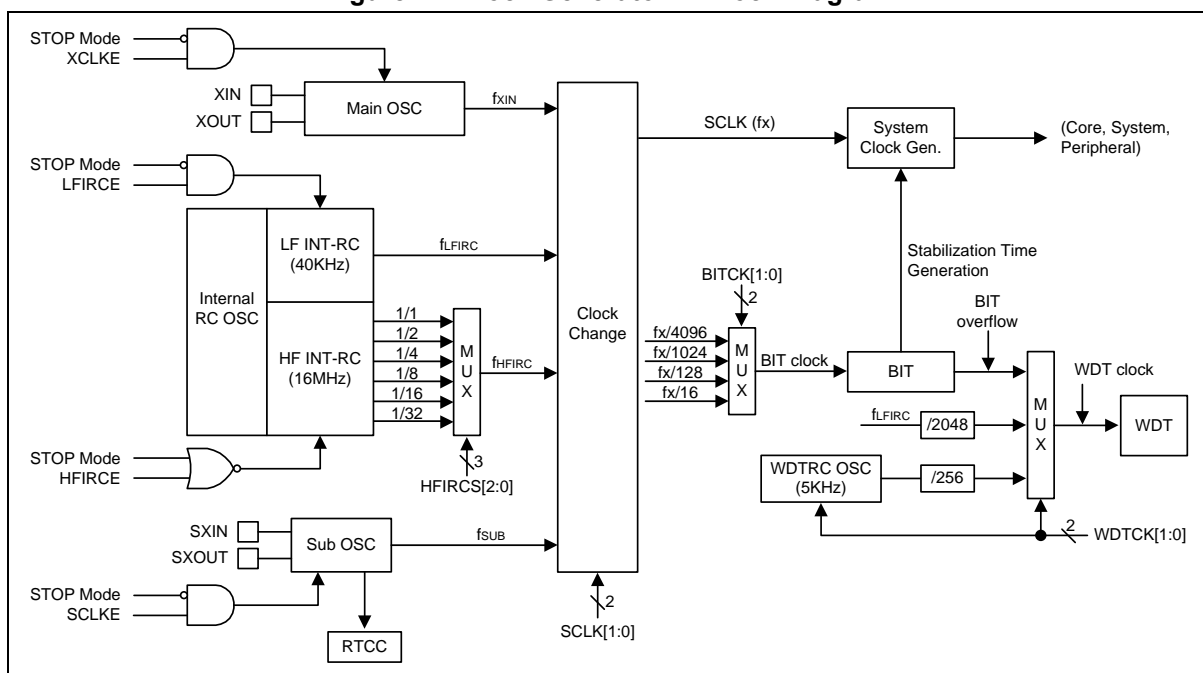 STOP Mode
XCLKE
XIN
XOUT
Main OSC
fXIN
STOP Mode
LFIRCE
Internal
RC OSC
LF INT-RC
(40KHz)
fLFIRC
HF INT-RC
(16MHz)
1/1
1/2
1/4
1/8
1/16
1/32
MUX
fHFIRC
3
HFIRCS[2:0]
STOP Mode
HFIRCE
SXIN
SXOUT
Sub OSC
fSUB
STOP Mode
SCLKE
RTCC
Clock
Change
2
SCLK[1:0]
SCLK (fx)
System
Clock Gen.
(Core, System,
Peripheral)
Stabilization Time
Generation
BITCK[1:0]
2
fx/4096
fx/1024
fx/128
fx/16
MUX
BIT clock
BIT
BIT
overflow
fLFIRC
/2048
WDTRC OSC
(5KHz)
/256
MUX
WDT clock
WDT
2
WDTCK[1:0]